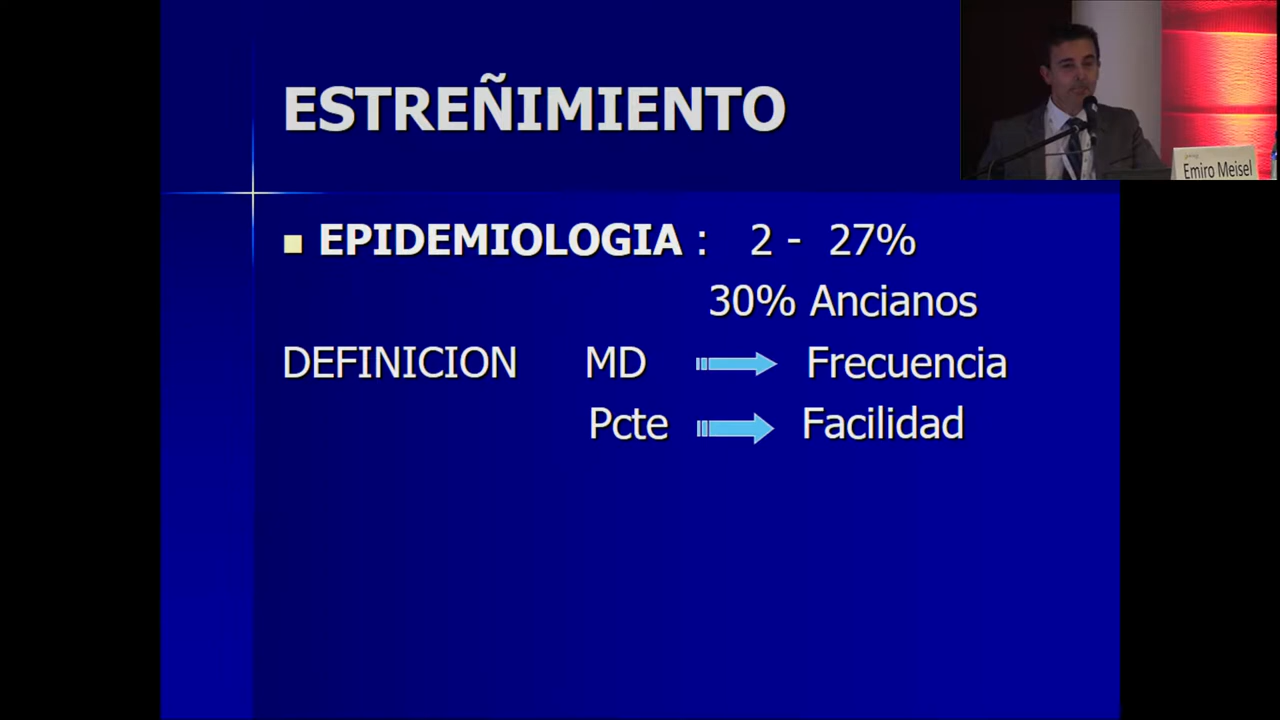 ESTREÑIMIENTO
EPIDEMIOLOGIA : 2 - 27%
30% Ancianos
DEFINICION MD Frecuencia
Pcte Facilidad
Emiro Meisel